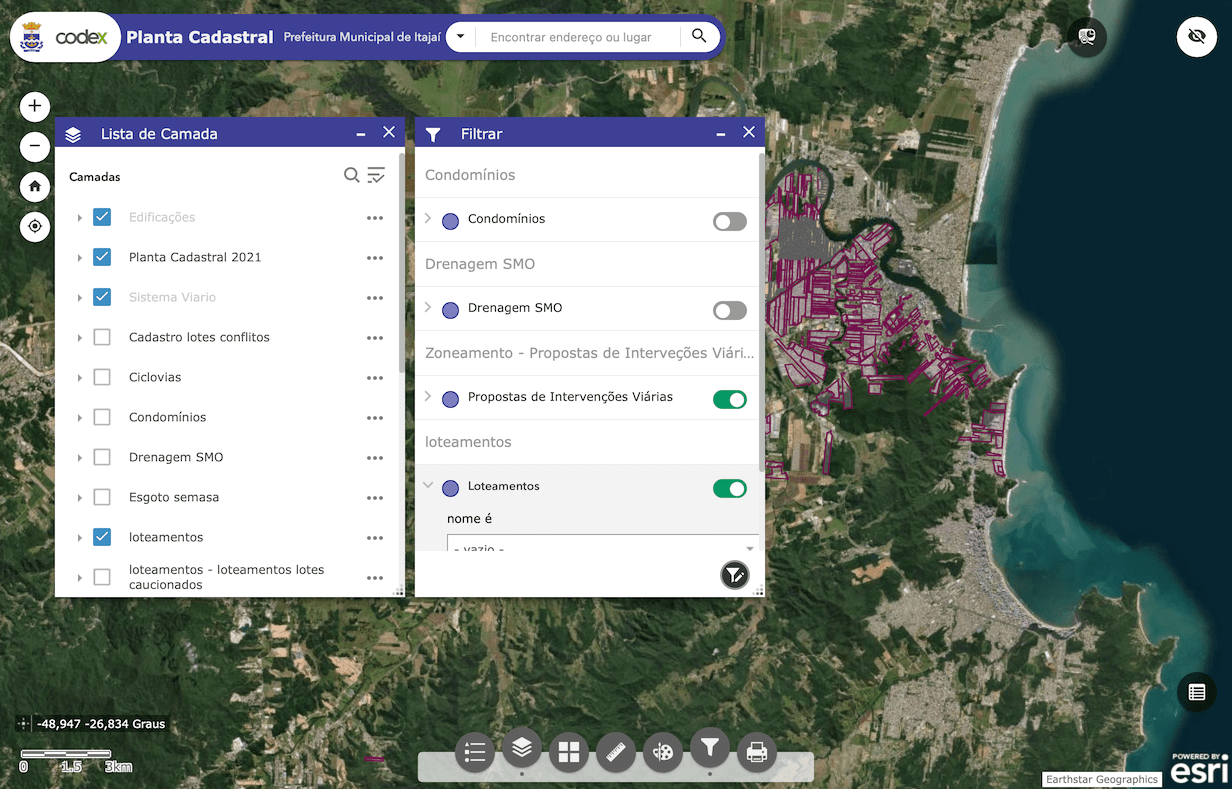 codex
Planta Cadastral
Prefeitura Municipal de Itajaí
Encontrar endereço ou lugar
Lista de Camada
Camadas
Edificações
Planta Cadastral 2021
Sistema Viario
Cadastro lotes conflitos
Ciclovias
Condomínios
Drenagem SMO
Esgoto semasa
loteamentos
loteamentos - loteamentos lotes
caucionados
Filtrar
Condomínios
Condomínios
Drenagem SMO
Drenagem SMO
Zoneamento - Propostas de Interveções Viári...
Propostas de Intervenções Viárias
loteamentos
Loteamentos
nome é
- vazio -
-48,947 -26,834 Graus
0 1.5 3km
Earthstar Geographics
POWERED BY
esri